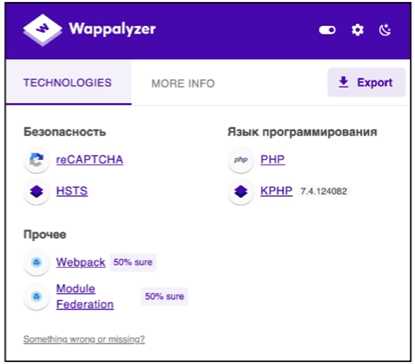 Wappalyzer
TECHNOLOGIES
MORE INFO
Export
Безопасность
reCAPTCHA
HSTS
Язык программирования
php PHP
KPHP 7.4.124082
Прочее
Webpack 50% sure
Module
Federation 50% sure
Something wrong or missing?